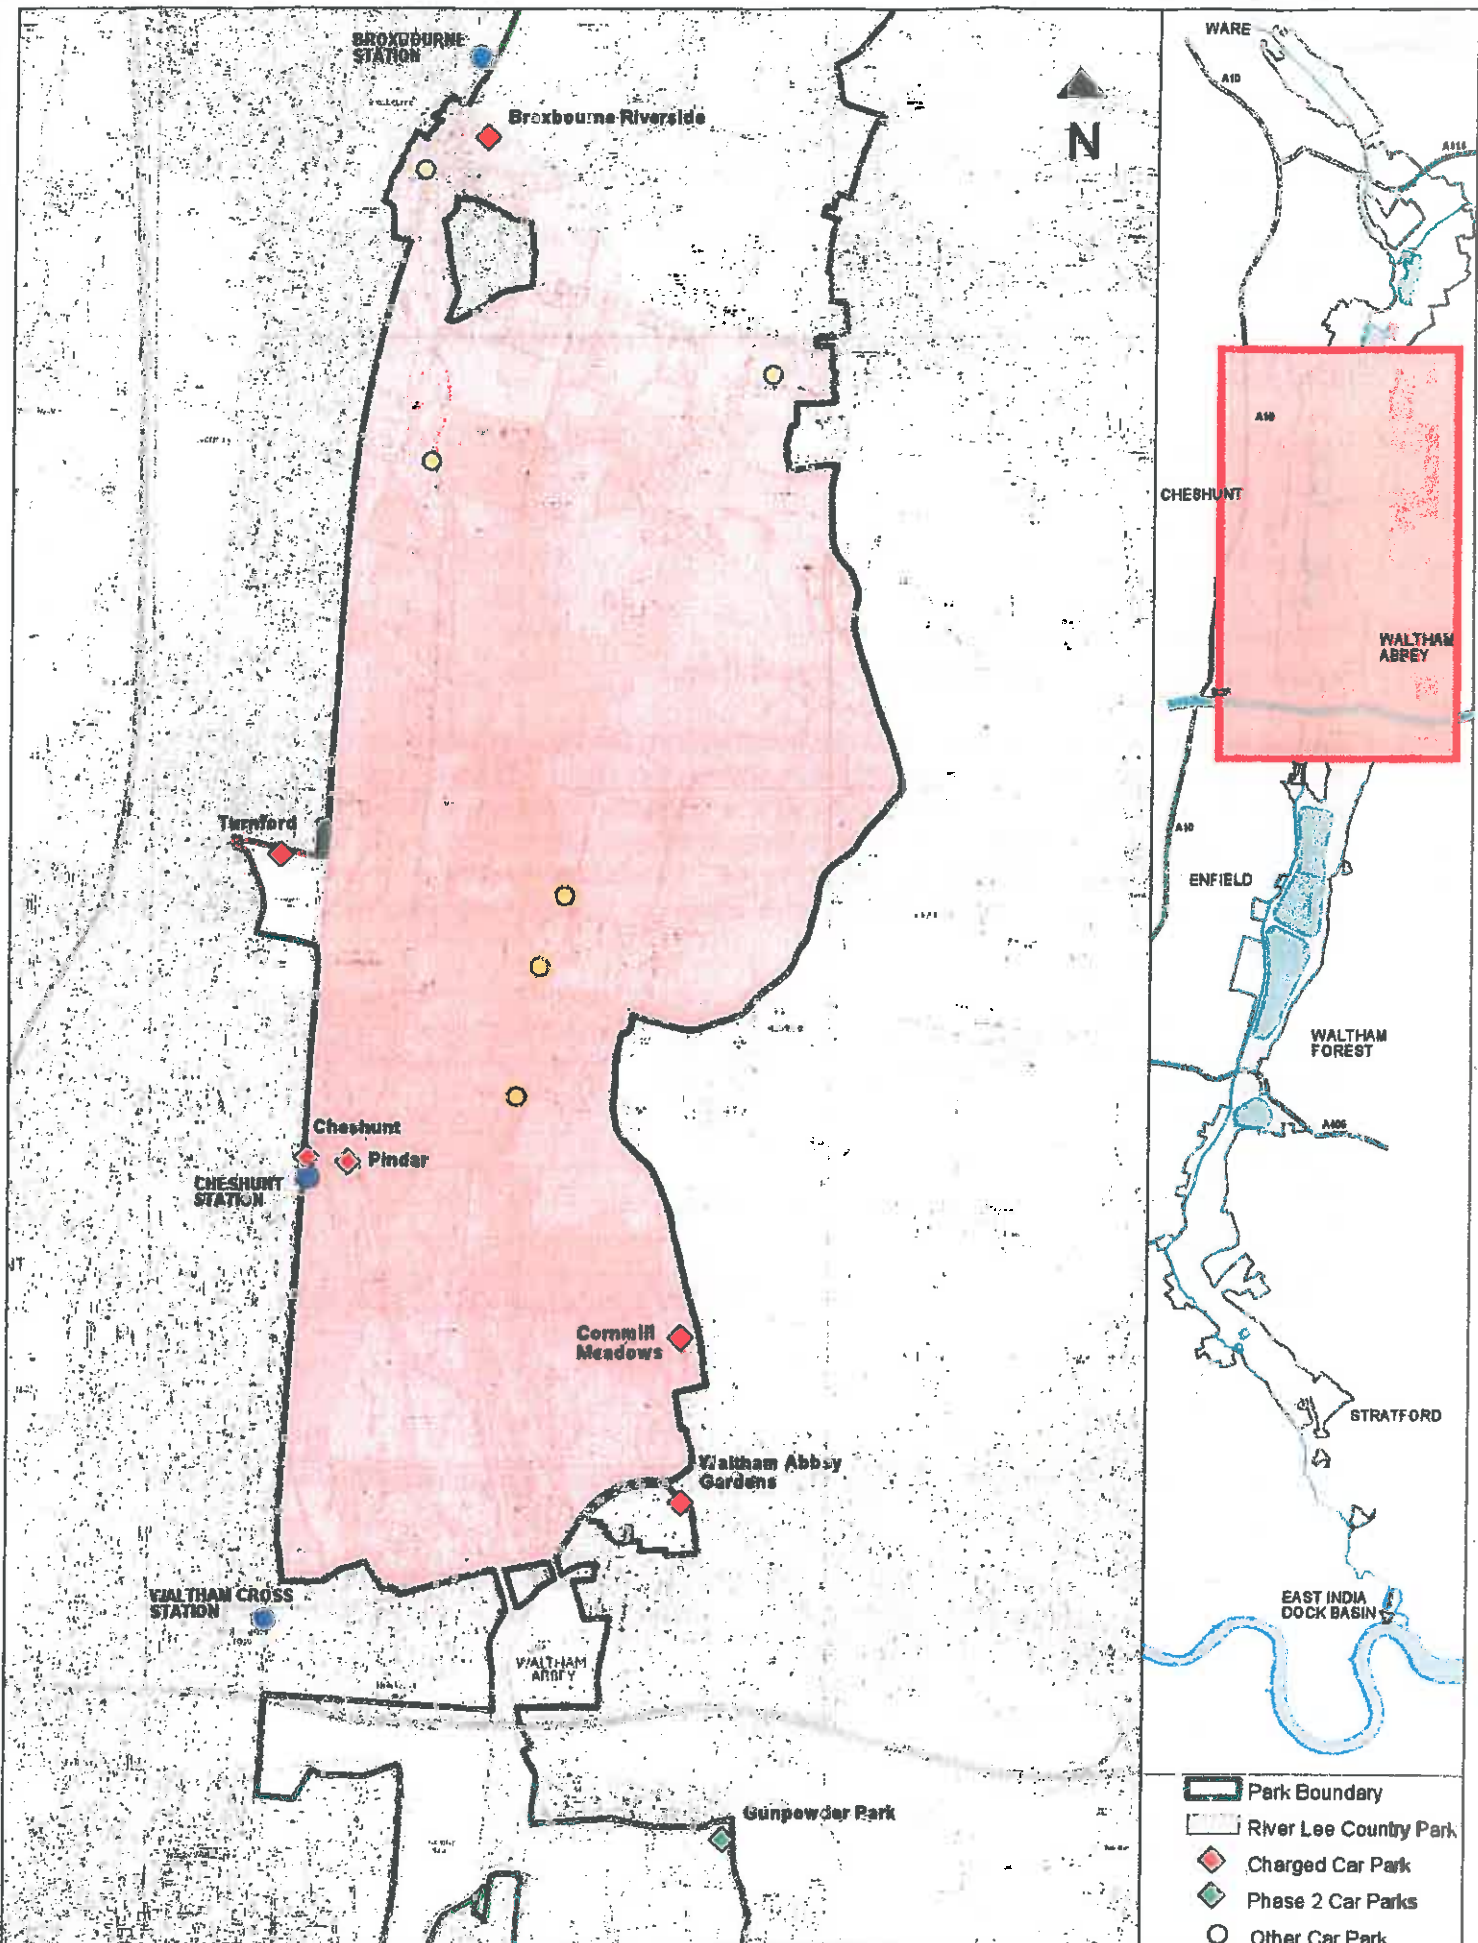 BROXBOURNE
STATION
Broxbourne Riverside
N
Turnford
Cheshunt
Pindar
CHESHUNT
STATION
Cornmill
Meadows
Waltham Abbey
Gardens
WALTHAM CROSS
STATION
WALTHAM
ABBEY
Gunpowder Park
WARE
A10
A414
A10
CHESHUNT
WALTHAM
ABBEY
A10
ENFIELD
WALTHAM
FOREST
A406
STRATFORD
EAST INDIA
DOCK BASIN
Park Boundary
River Lee Country Park
Charged Car Park
Phase 2 Car Parks
Other Car Park